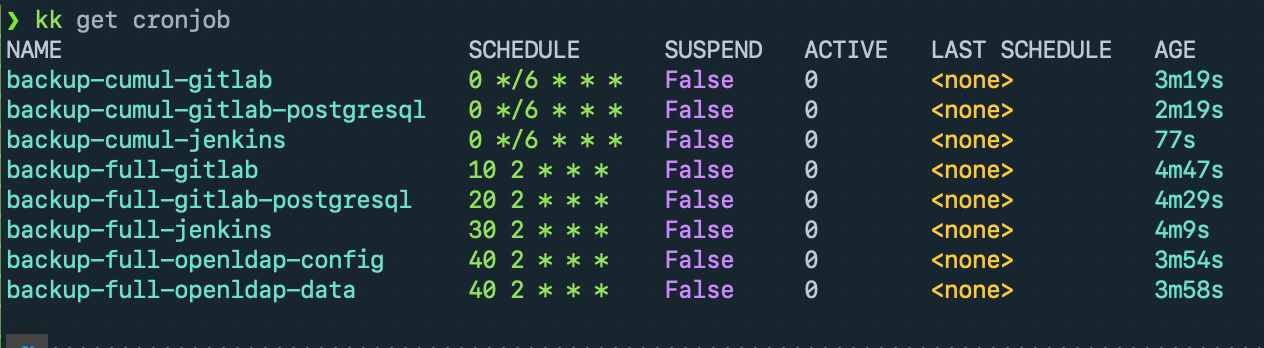 ❯ kk get cronjob
NAME SCHEDULE SUSPEND ACTIVE LAST SCHEDULE AGE
backup-cumul-gitlab 0 */6 * * * False 0 <none> 3m19s
backup-cumul-gitlab-postgresql 0 */6 * * * False 0 <none> 2m19s
backup-cumul-jenkins 0 */6 * * * False 0 <none> 77s
backup-full-gitlab 10 2 * * * False 0 <none> 4m47s
backup-full-gitlab-postgresql 20 2 * * * False 0 <none> 4m29s
backup-full-jenkins 30 2 * * * False 0 <none> 4m9s
backup-full-openldap-config 40 2 * * * False 0 <none> 3m54s
backup-full-openldap-data 40 2 * * * False 0 <none> 3m58s